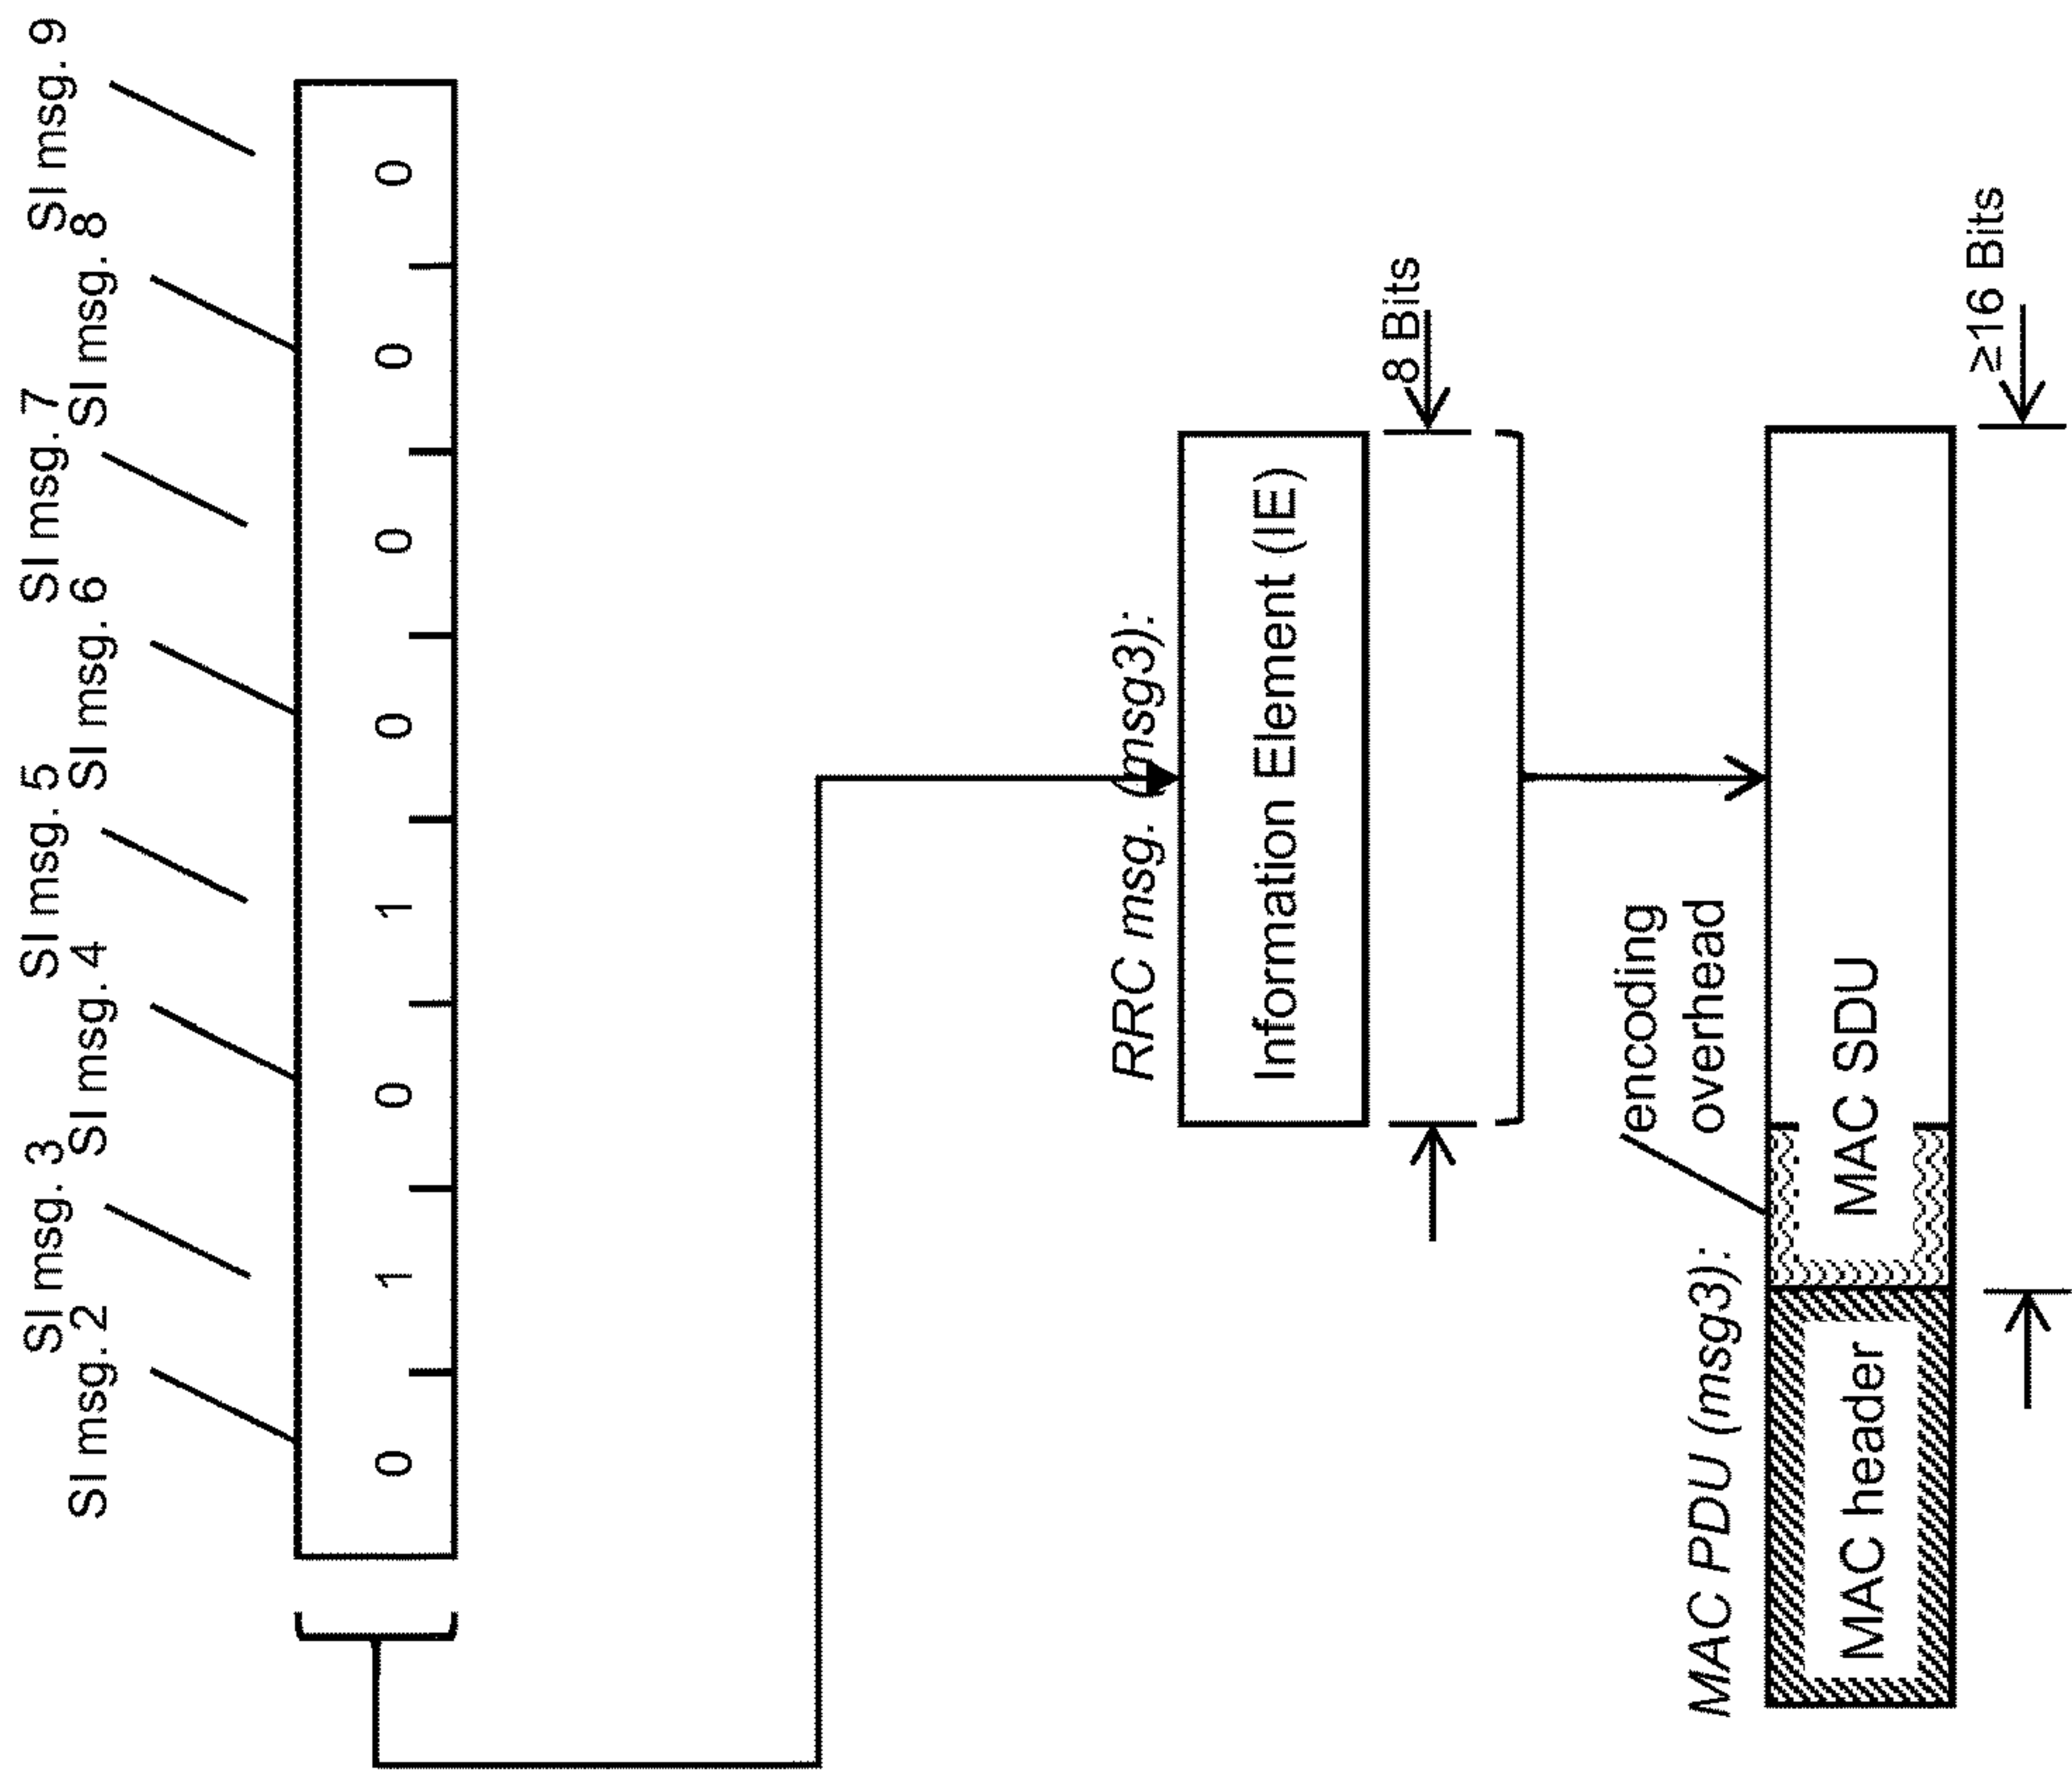 SI msg. 3
SI msg. 5
SI msg. 7
SI msg. 9
SI msg. 2
SI msg. 4
SI msg. 6
SI msg. 8
0 1 0 1 0 0 0 0
RRC msg. (msg3):
Information Element (IE)
8 Bits
encoding
overhead
MAC PDU (msg3):
MAC header
MAC SDU
≥16 Bits